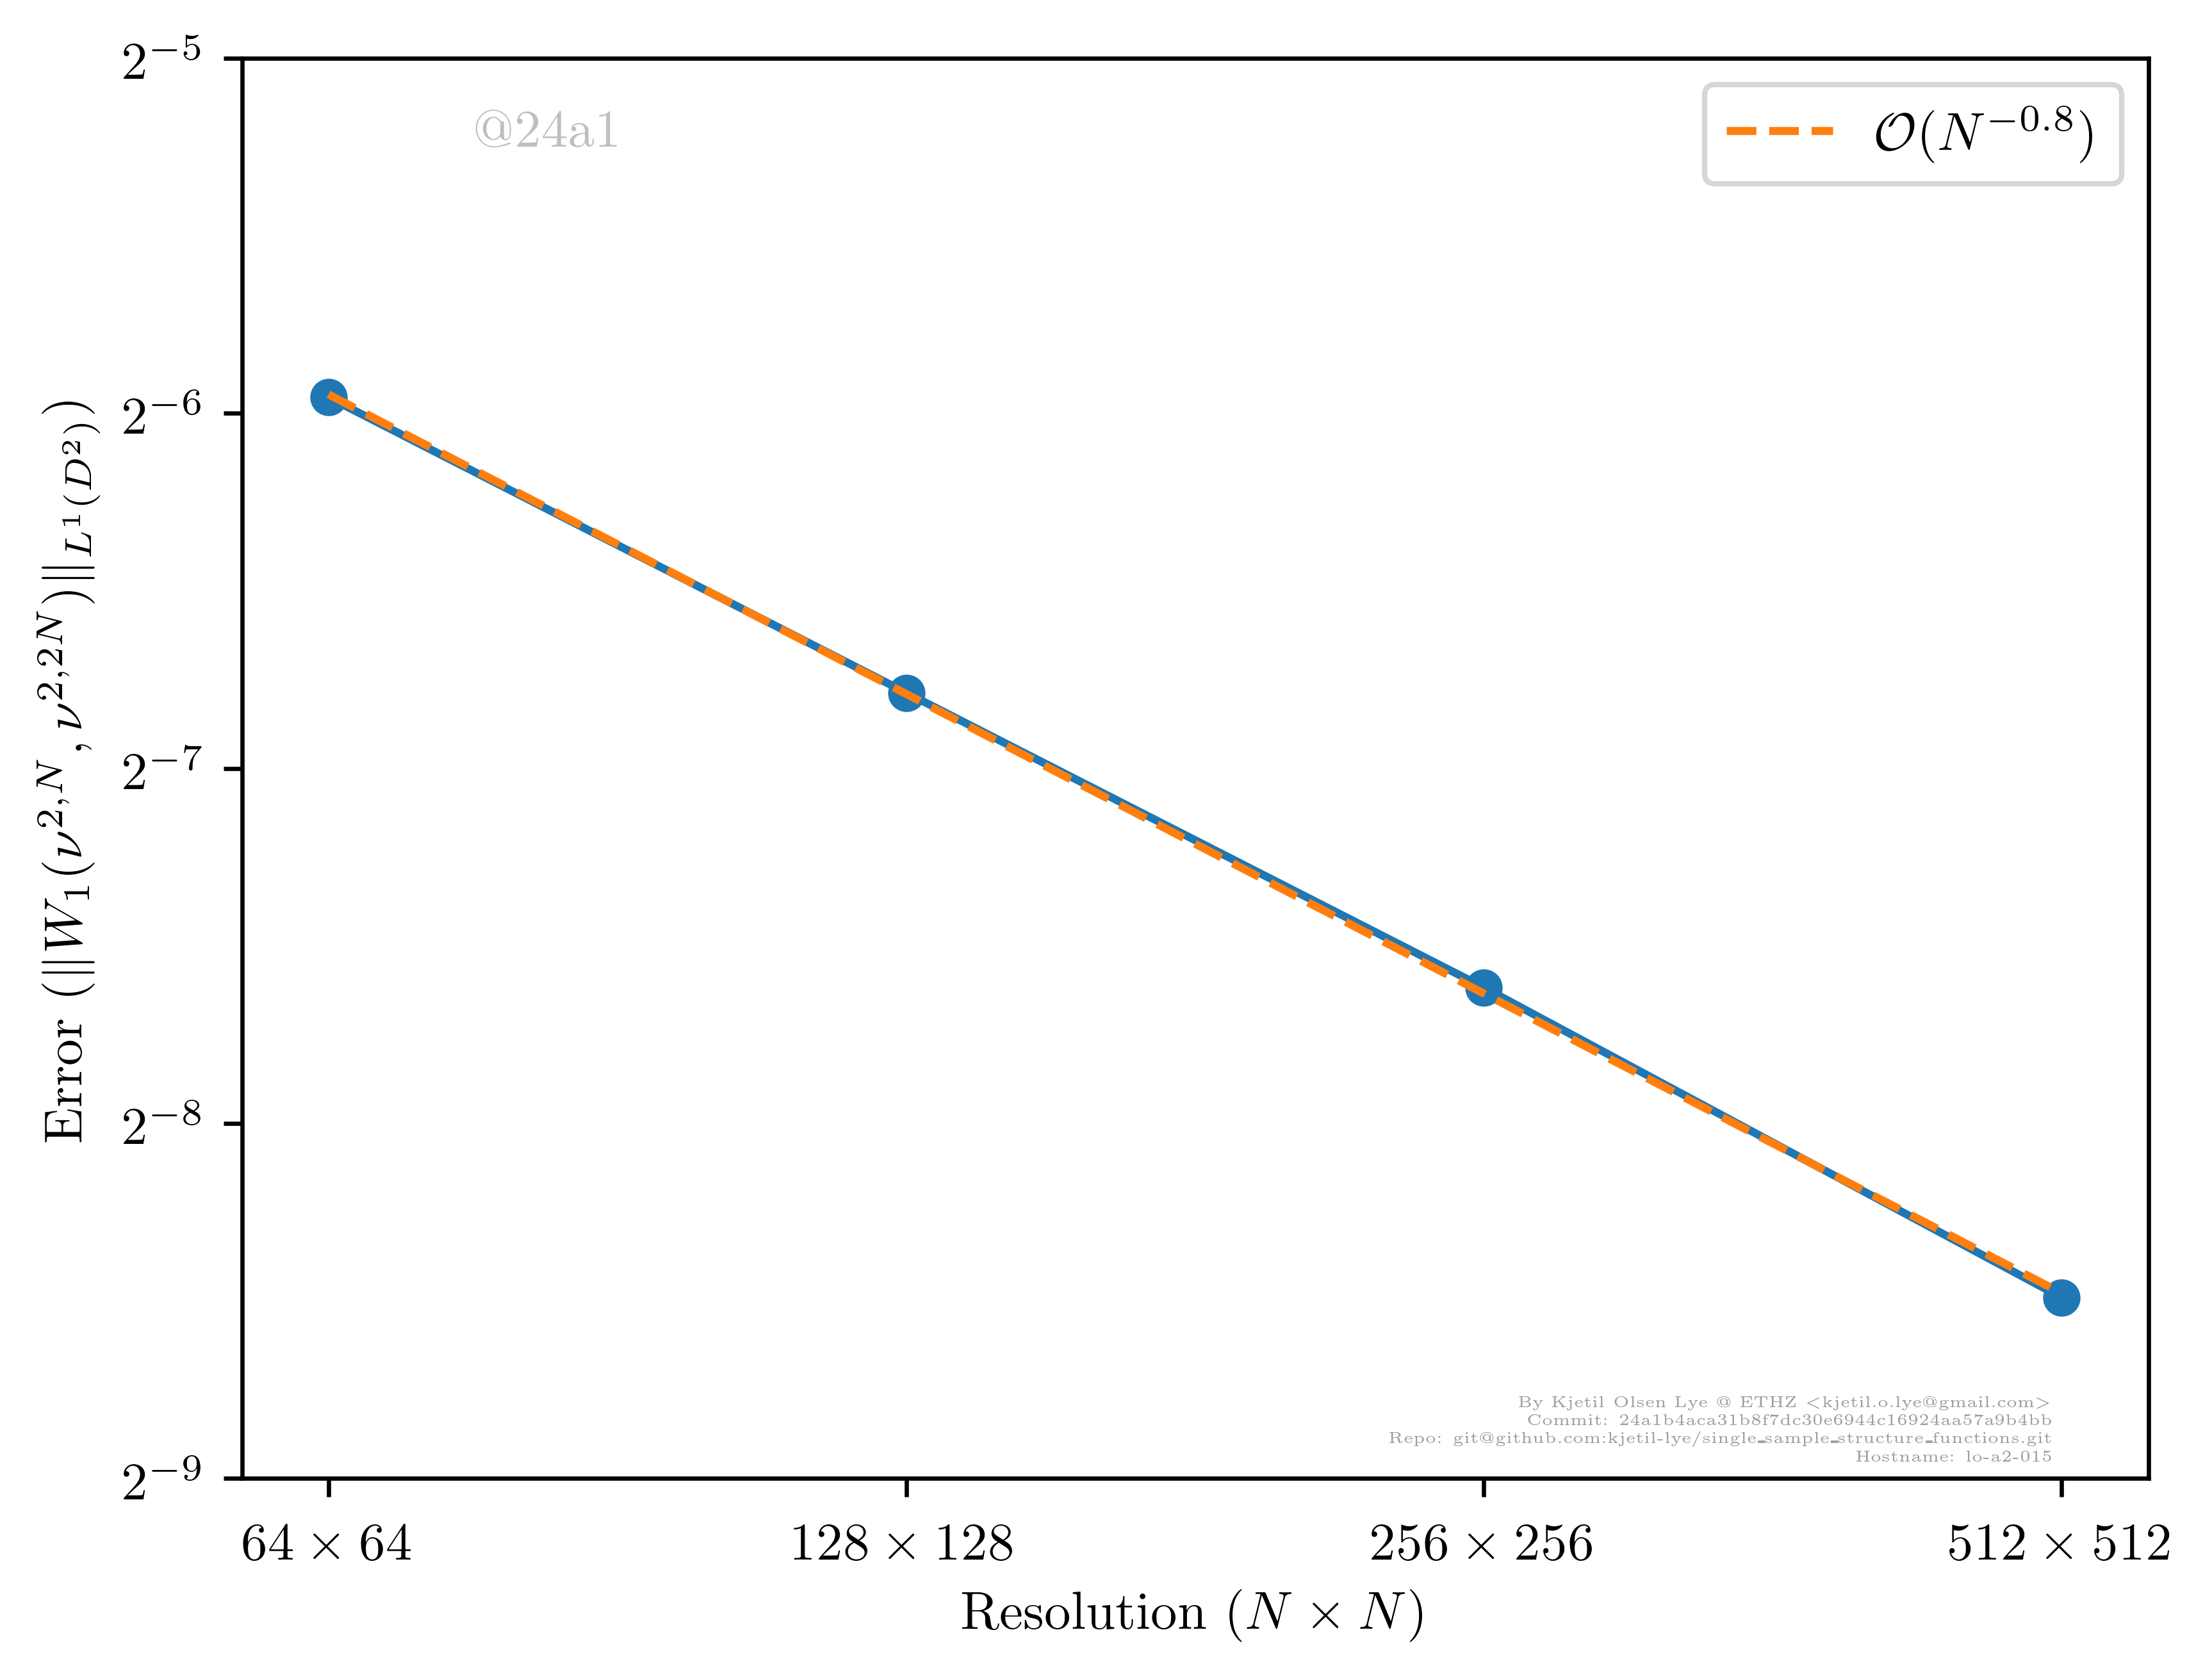 @24a1
𝒪(N^{-0.8})
2^{-5}
2^{-6}
2^{-7}
2^{-8}
2^{-9}
Error (||W_1(ν^{2,N}, ν^{2,2N})||_{L^1(D^2)})
By Kjetil Olsen Lye @ ETHZ <kjetil.o.lye@gmail.com>
Commit: 24a1b4aca31b8f7dc30e6944c16924aa57a9b4bb
Repo: git@github.com:kjetil-lye/single_sample_structure_functions.git
Hostname: lo-a2-015
64 × 64
128 × 128
256 × 256
512 × 512
Resolution (N × N)